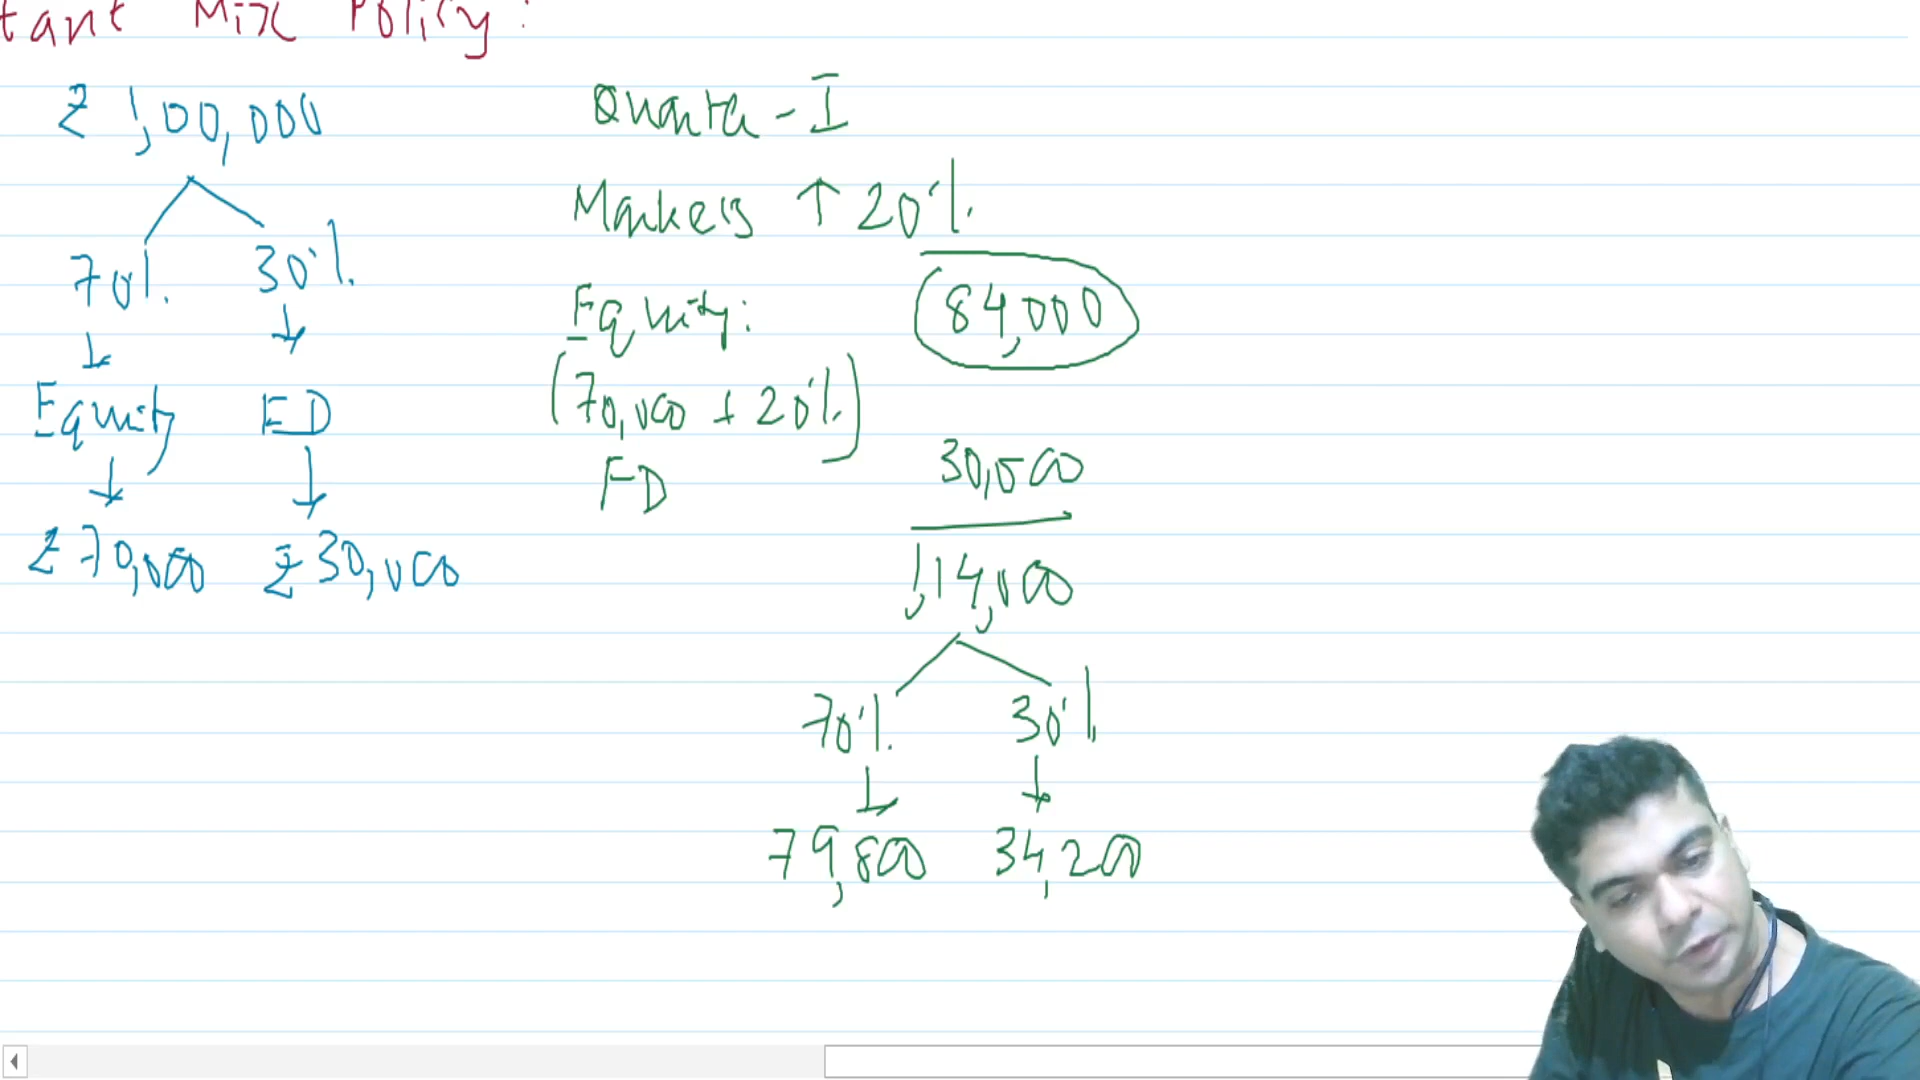 tant Mix Policy:
₹ 1,00,000
70% 30%
Equity FD
₹70,000 ₹30,000
Quarter - I
Markets ↑ 20%
Equity: 84,000
(70,000 + 20%)
FD 30,000
1,14,000
70% 30%
79,800 34,200